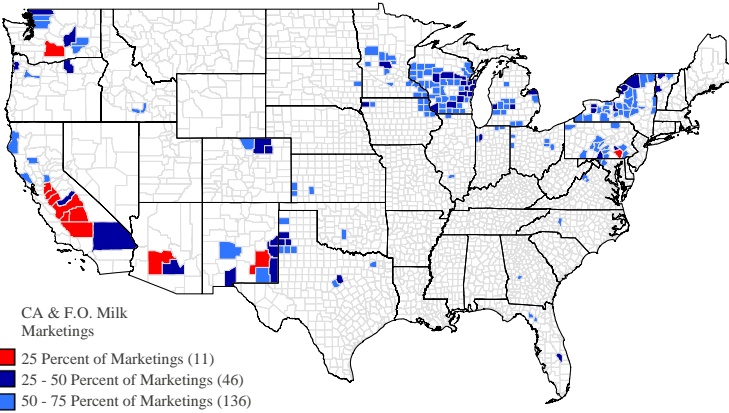 CA & F.O. Milk
Marketings
25 Percent of Marketings (11)
25 - 50 Percent of Marketings (46)
50 - 75 Percent of Marketings (136)